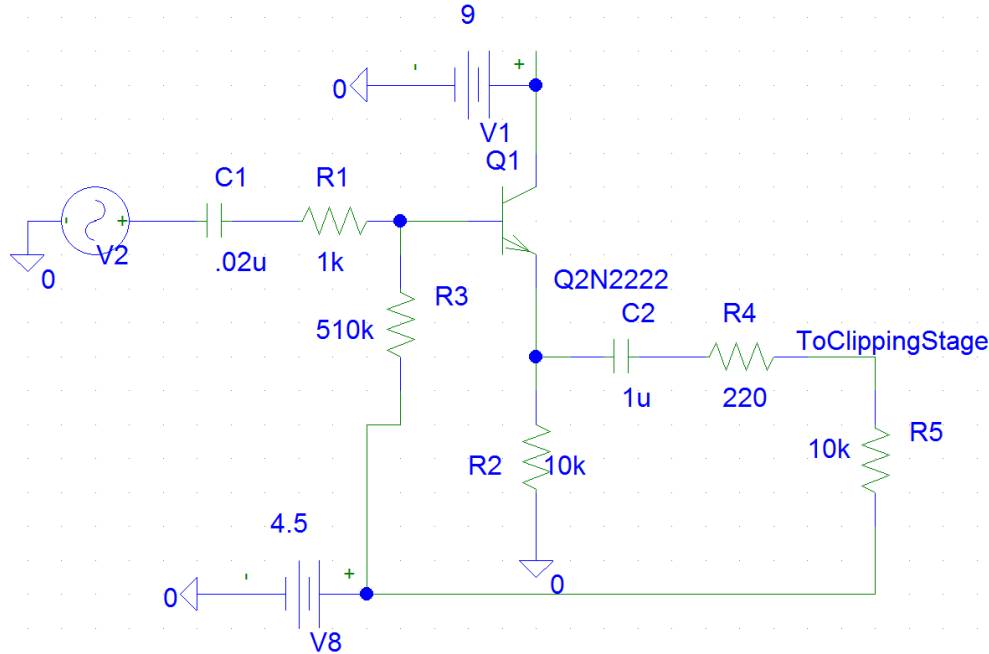 9
- +
0
V1
Q1
C1 R1
- +
V2
0
.02u 1k
Q2N2222
R3
510k
C2 R4
ToClippingStage
1u 220
R5
10k
R2 10k
4.5
- +
0
0
V8